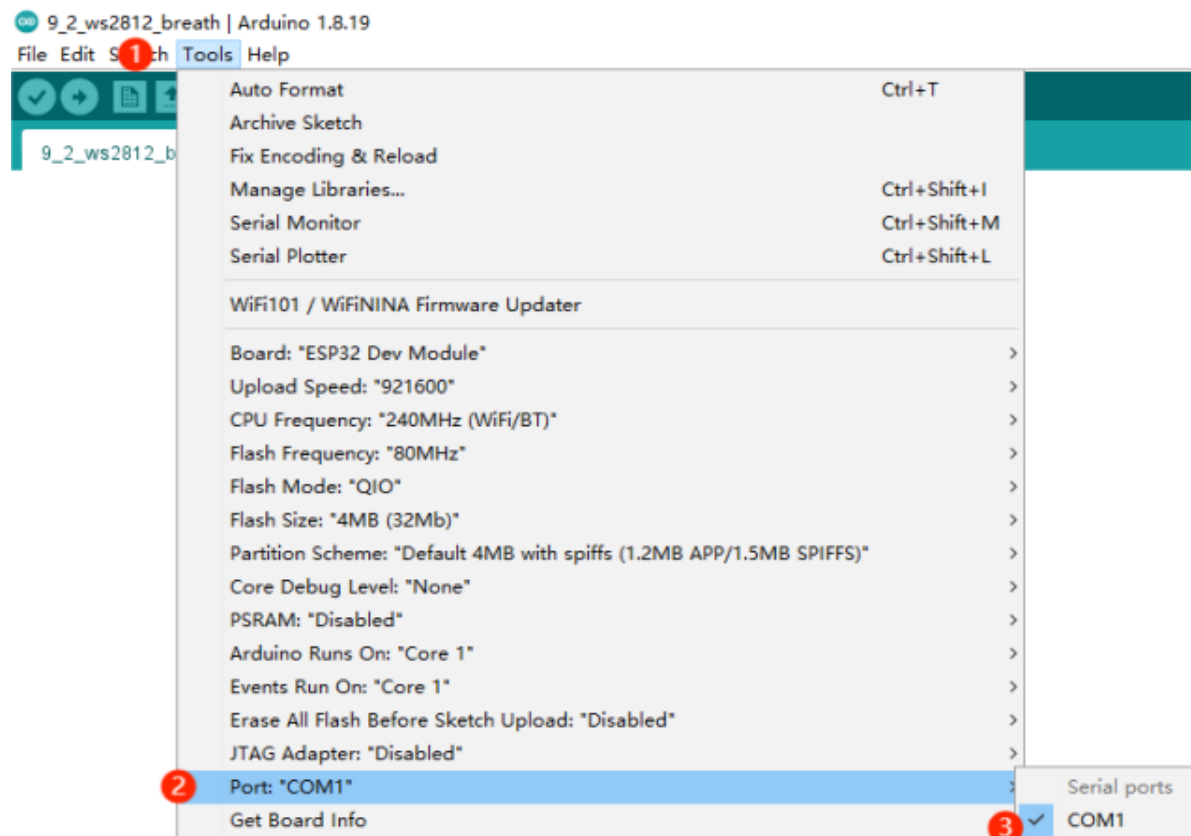 9_2_ws2812_breath | Arduino 1.8.19
File Edit S 1 ch Tools Help
Auto Format Ctrl+T
Archive Sketch
9_2_ws2812_b
Fix Encoding & Reload
Manage Libraries... Ctrl+Shift+I
Serial Monitor Ctrl+Shift+M
Serial Plotter Ctrl+Shift+L
WiFi101 / WiFiNINA Firmware Updater
Board: "ESP32 Dev Module"
Upload Speed: "921600"
CPU Frequency: "240MHz (WiFi/BT)"
Flash Frequency: "80MHz"
Flash Mode: "QIO"
Flash Size: "4MB (32Mb)"
Partition Scheme: "Default 4MB with spiffs (1.2MB APP/1.5MB SPIFFS)"
Core Debug Level: "None"
PSRAM: "Disabled"
Arduino Runs On: "Core 1"
Events Run On: "Core 1"
Erase All Flash Before Sketch Upload: "Disabled"
JTAG Adapter: "Disabled"
2 Port: "COM1"
Serial ports
Get Board Info
3 COM1